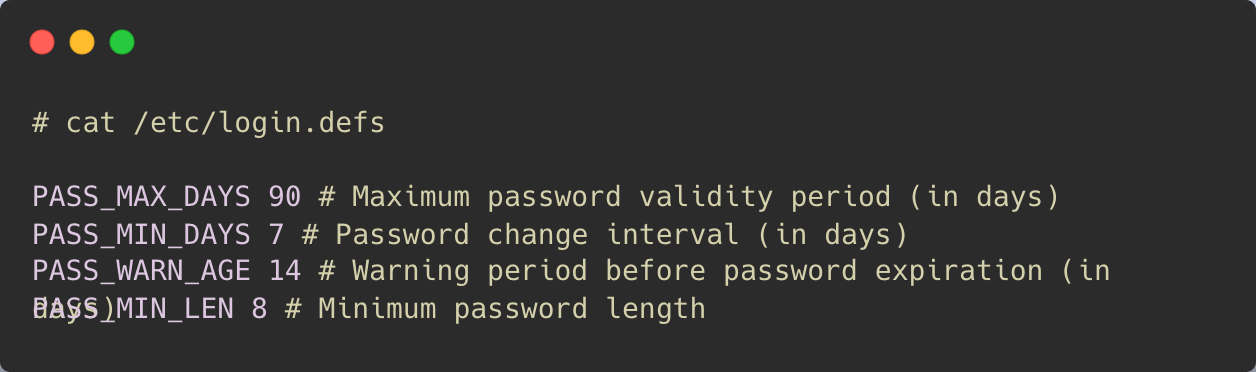 # cat /etc/login.defs
PASS_MAX_DAYS 90 # Maximum password validity period (in days)
PASS_MIN_DAYS 7 # Password change interval (in days)
PASS_WARN_AGE 14 # Warning period before password expiration (in
days)
PASS_MIN_LEN 8 # Minimum password length